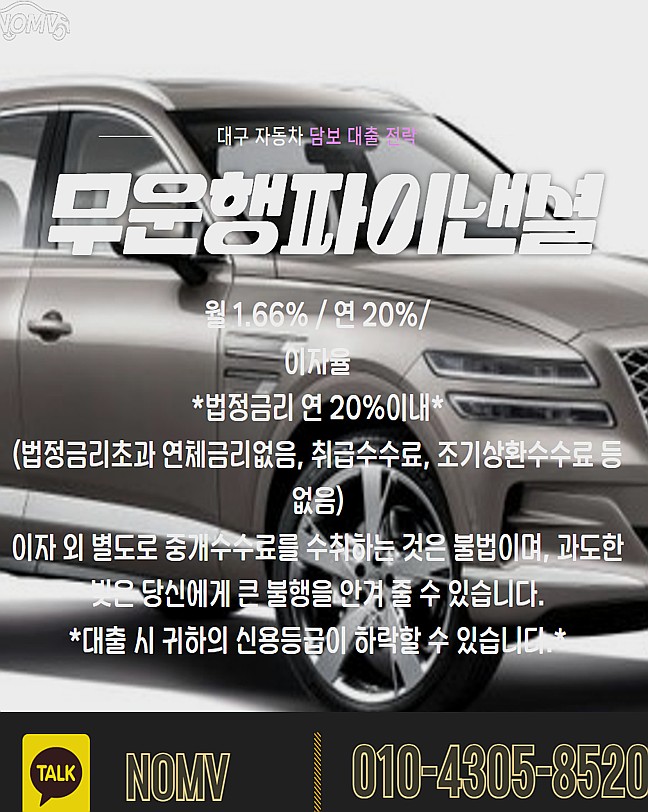 NOMV
대구 자동차 담보 대출 전략
무운행파이낸셜
월 1.66% / 연 20%/
이자율
*법정금리 연 20%이내*
(법정금리초과 연체금리없음, 취급수수료, 조기상환수수료 등
없음)
이자 외 별도로 중개수수료를 수취하는 것은 불법이며, 과도한
빚은 당신에게 큰 불행을 안겨 줄 수 있습니다.
*대출 시 귀하의 신용등급이 하락할 수 있습니다.*
TALK
NOMV
010-4305-8520